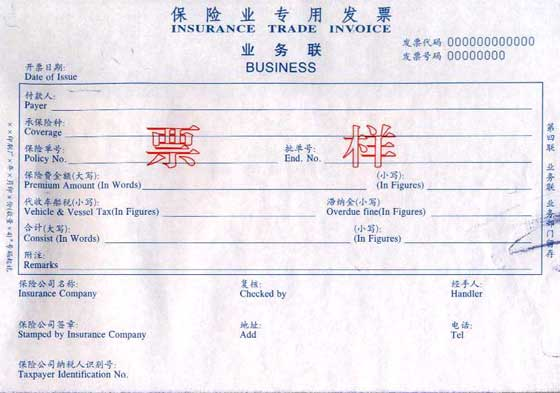 保险业专用发票
INSURANCE TRADE INVOICE
业务联
BUSINESS
发票代码 000000000000
发票号码 00000000
开票日期:
Date of Issue
付款人:
Payer
承保险种:
Coverage
保险单号: 批单号:
Policy No. End. No.
票样
保险费金额(大写): (小写):
Premium Amount (In Words) (In Figures)
代收车船税(小写): 滞纳金(小写):
Vehicle & Vessel Tax(In Figures) Overdue fine(In Figures)
合计(大写): (小写):
Consist (In Words) (In Figures)
附注:
Remarks
第四联 业务联 业务部门留存
保险公司名称: 复核: 经手人:
Insurance Company Checked by Handler
保险公司签章: 地址: 电话:
Stamped by Insurance Company Add Tel
保险公司纳税人识别号:
Taxpayer Identification No.